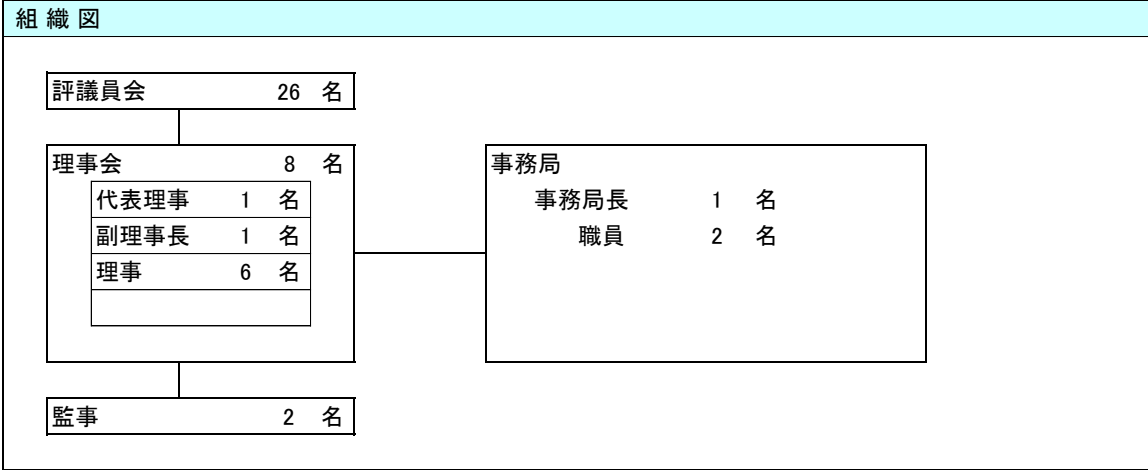 組織図
評議員会 26 名
理事会 8 名
代表理事 1 名
副理事長 1 名
理事 6 名
事務局
事務局長 1 名
職員 2 名
監事 2 名